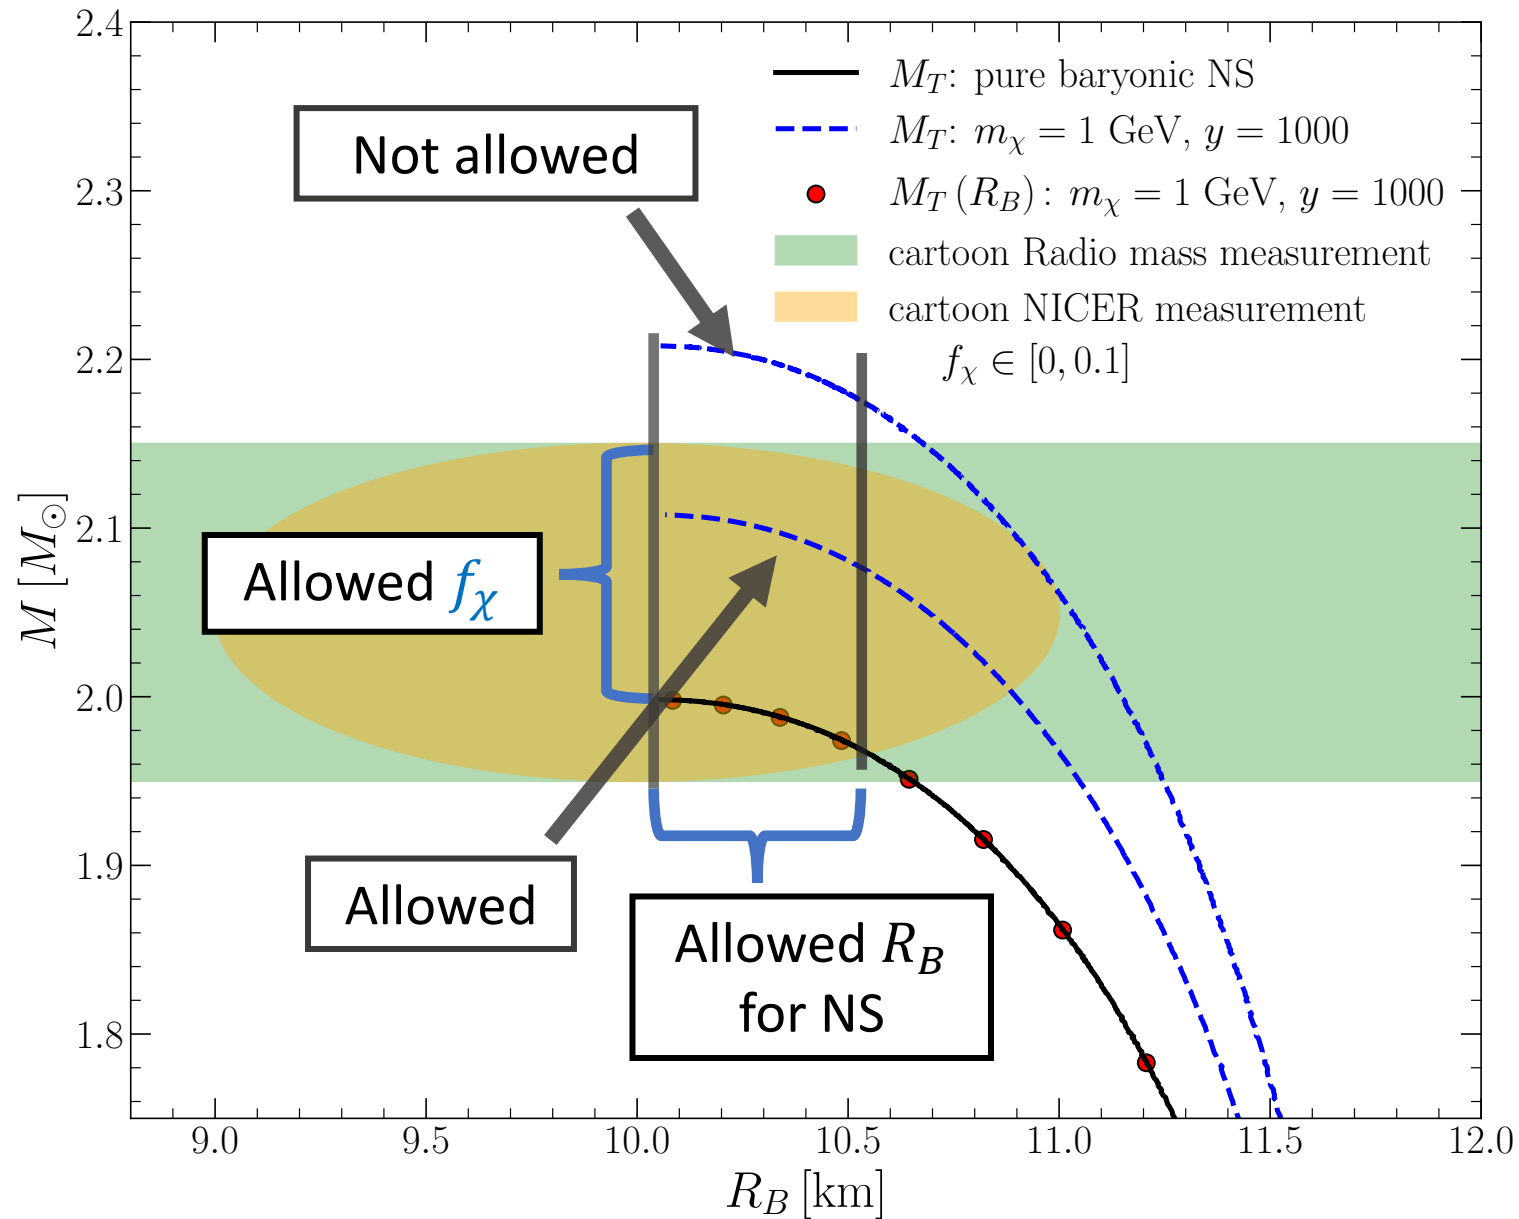 M_T: pure baryonic NS
M_T: m_χ = 1 GeV, y = 1000
M_T (R_B): m_χ = 1 GeV, y = 1000
cartoon Radio mass measurement
cartoon NICER measurement
f_χ ∈ [0, 0.1]
Not allowed
Allowed f_χ
Allowed
Allowed R_B
for NS
M [M_⊙]
2.4
2.3
2.2
2.1
2.0
1.9
1.8
9.0 9.5 10.0 10.5 11.0 11.5 12.0
R_B [km]